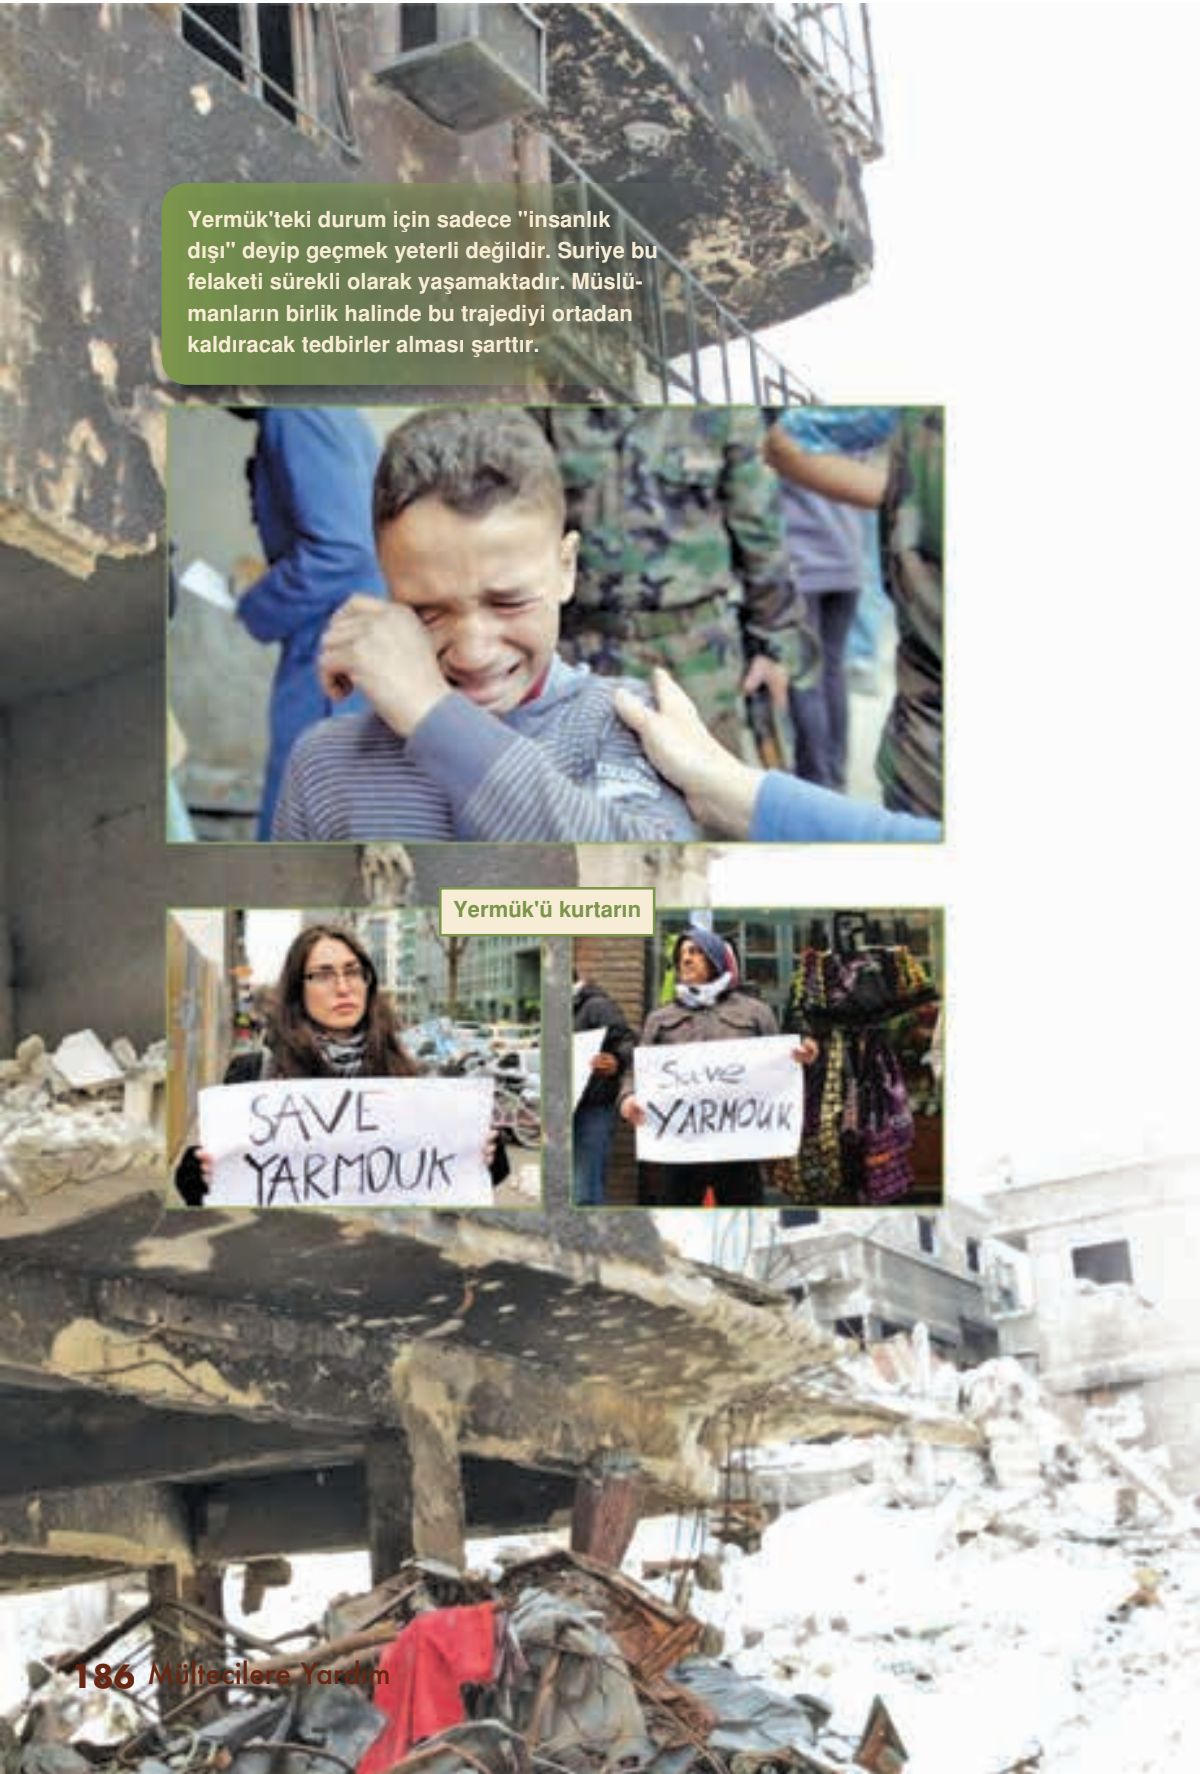 Yermük'teki durum için sadece "insanlık
dışı" deyip geçmek yeterli değildir. Suriye bu
felaketi sürekli olarak yaşamaktadır. Müslü-
manların birlik halinde bu trajediyi ortadan
kaldıracak tedbirler alması şarttır.
Yermük'ü kurtarın
SAVE
YARMOUK
Save
YARMOUK
186 Mültecilere Yardım